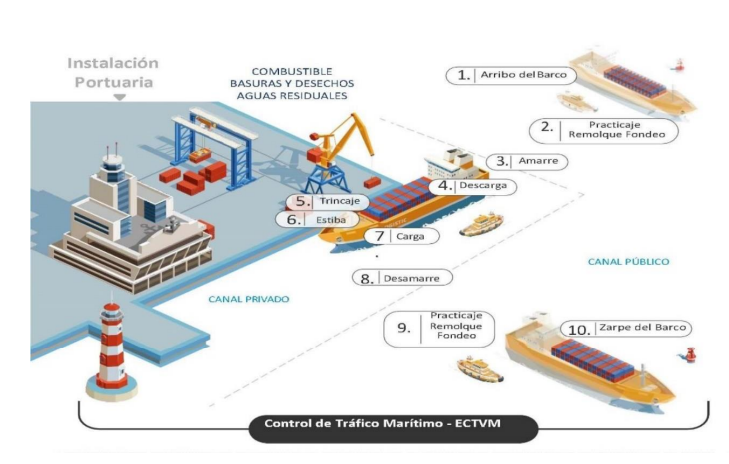 Instalación
Portuaria
COMBUSTIBLE
BASURAS Y DESECHOS
AGUAS RESIDUALES
1. Arribo del Barco
2. Practicaje
Remolque Fondeo
3. Amarre
4. Descarga
5. Trincaje
6. Estiba
7 Carga
8. Desamarre
CANAL PÚBLICO
CANAL PRIVADO
9. Practicaje
Remolque
Fondeo
10. Zarpe del Barco
Control de Tráfico Marítimo - ECTVM